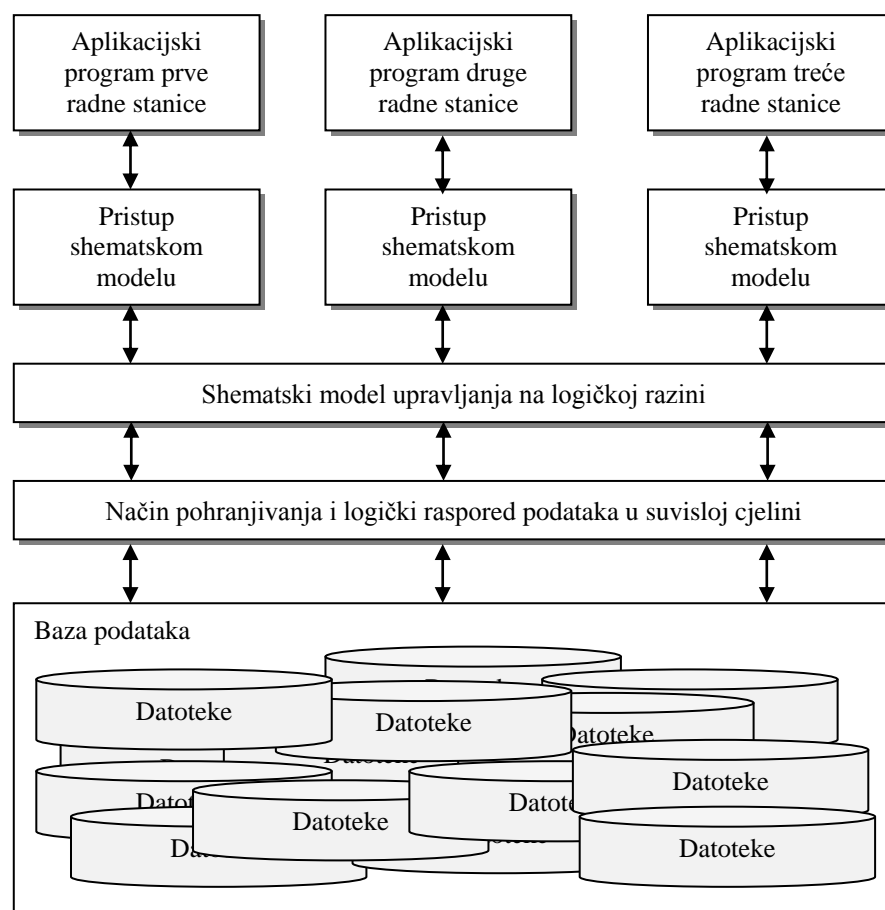 Aplikacijski
program prve
radne stanice
Aplikacijski
program druge
radne stanice
Aplikacijski
program treće
radne stanice
Pristup
shematskom
modelu
Pristup
shematskom
modelu
Pristup
shematskom
modelu
Shematski model upravljanja na logičkoj razini
Način pohranjivanja i logički raspored podataka u suvisloj cjelini
Baza podataka
Datoteke
Datoteke
Datoteke
Datoteke
Datoteke